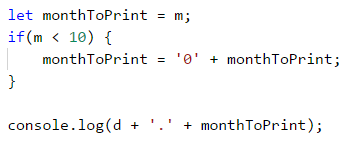 let monthToPrint = m;
if(m < 10) {
    monthToPrint = '0' + monthToPrint;
}

console.log(d + '.' + monthToPrint);